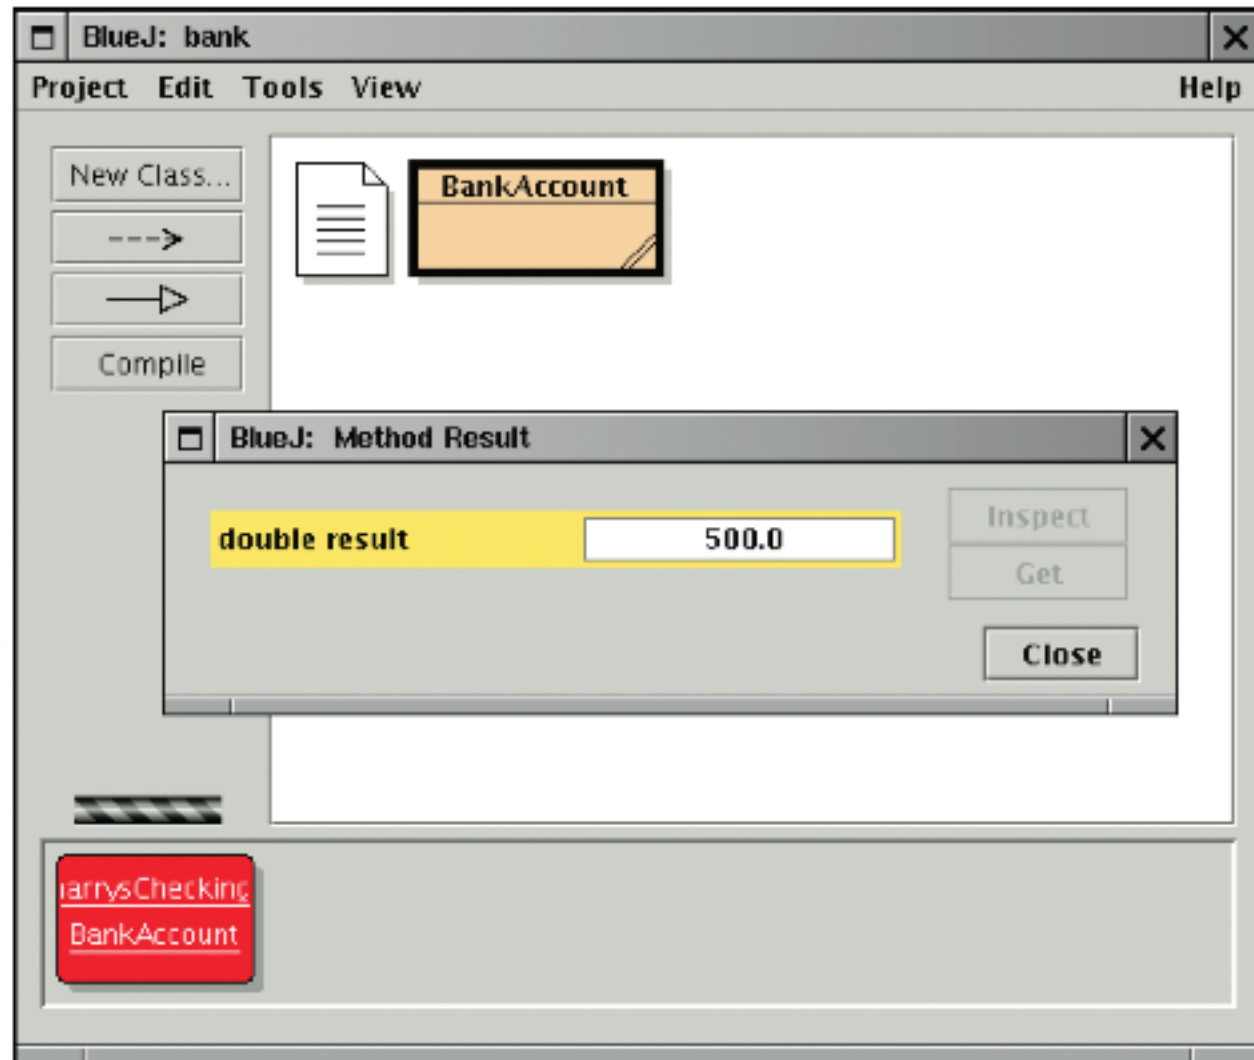 BlueJ: bank
Project Edit Tools View Help
New Class...
BankAccount
Compile
BlueJ: Method Result
double result 500.0
Inspect
Get
Close
arrysChecking
BankAccount